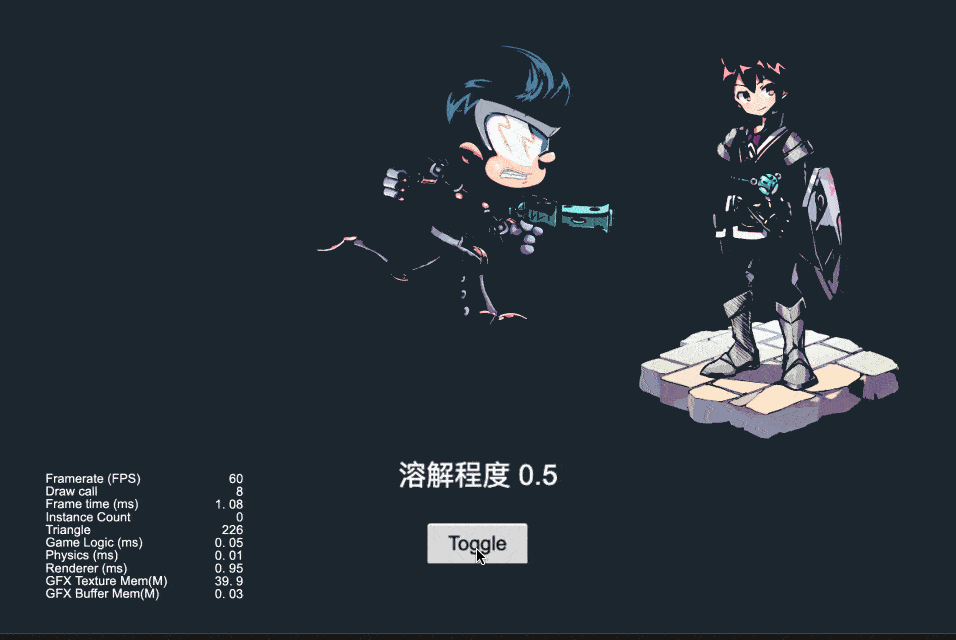 溶解程度 0.5
Toggle
Framerate (FPS) 60
Draw call 8
Frame time (ms) 1. 08
Instance Count 0
Triangle 226
Game Logic (ms) 0. 05
Physics (ms) 0. 01
Renderer (ms) 0. 95
GFX Texture Mem(M) 39. 9
GFX Buffer Mem(M) 0. 03